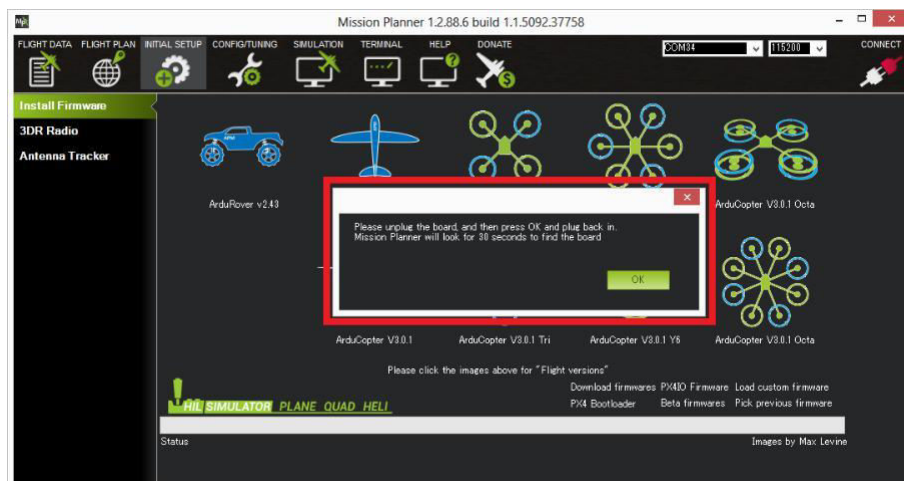 Mission Planner 1.2.88.6 build 1.1.5092.37758
FLIGHT DATA FLIGHT PLAN INITIAL SETUP CONFIG/TUNING SIMULATION TERMINAL HELP DONATE COM34 115200 CONNECT
Install Firmware
3DR Radio
Antenna Tracker
ArduRover v2.43
ArduCopter V3.0.1 Octa
Please unplug the board, and then press OK and plug back in.
Mission Planner will look for 30 seconds to find the board
OK
ArduCopter V3.0.1 ArduCopter V3.0.1 Tri ArduCopter V3.0.1 Y6 ArduCopter V3.0.1 Octa
Please click the images above for "Flight versions"
Download firmwares PX4IO Firmware Load custom firmware
HIL SIMULATOR PLANE QUAD HELI
PX4 Bootloader Beta firmwares Pick previous firmware
Status
Images by Max Levine